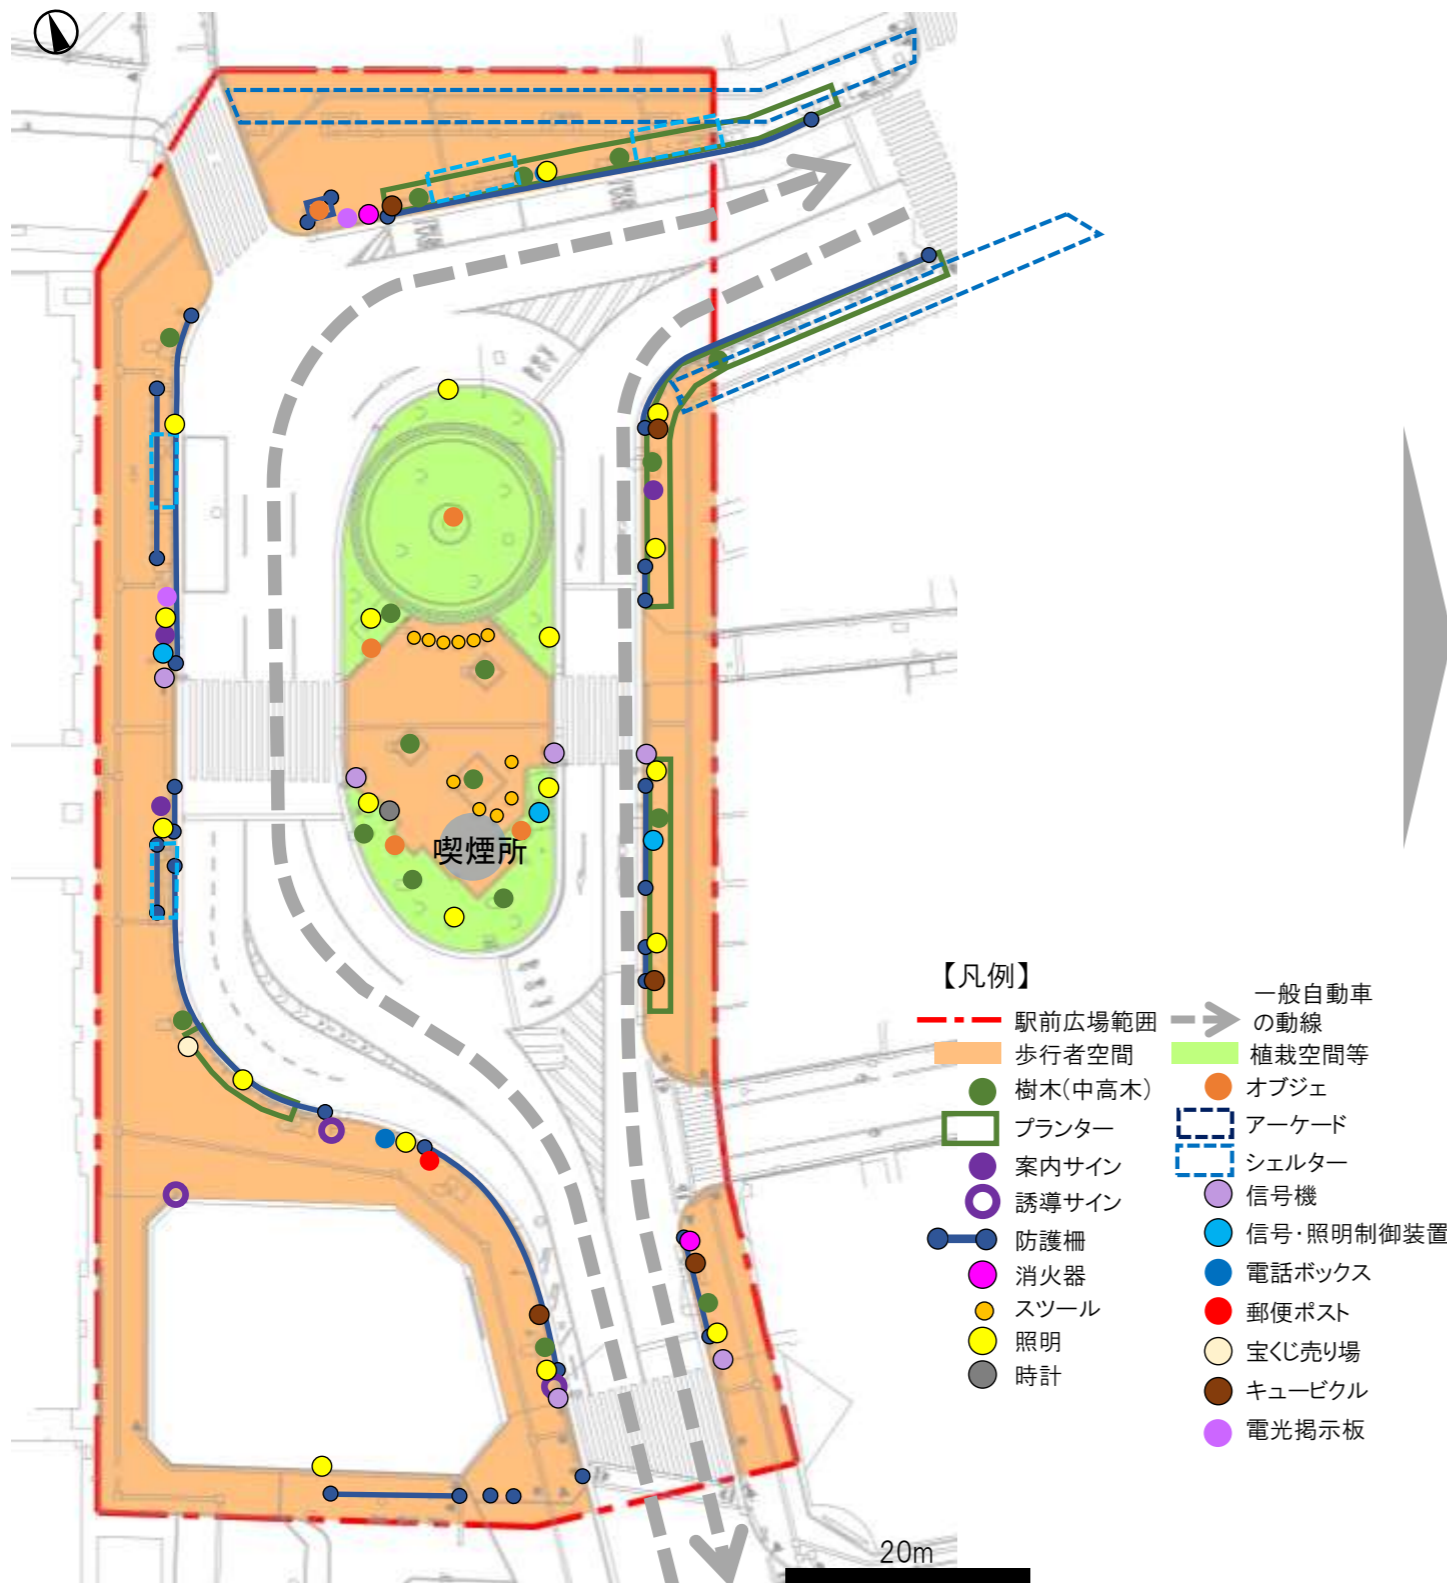 喫煙所
【凡例】
駅前広場範囲
一般自動車
の動線
歩行者空間
植栽空間等
樹木(中高木)
オブジェ
プランター
アーケード
案内サイン
シェルター
誘導サイン
信号機
防護柵
信号・照明制御装置
消火器
電話ボックス
スツール
郵便ポスト
照明
宝くじ売り場
時計
キュービクル
電光掲示板
20m